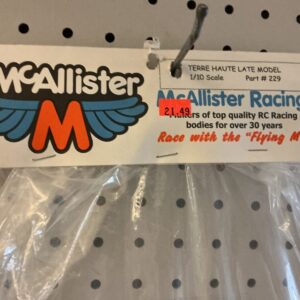 McAllister
M
TERRE HAUTE LATE MODEL
1/10 Scale Part # 229
McAllister Racing
21.49
Makers of top quality RC Racing
bodies for over 30 years
Race with the "Flying M